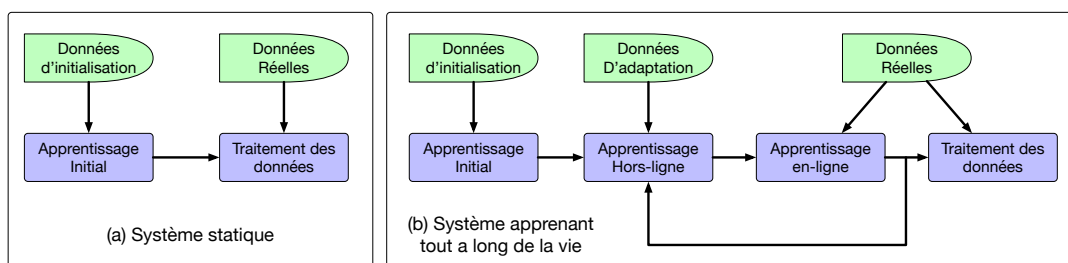 Données
d'initialisation
Données
Réelles
Apprentissage
Initial
Traitement des
données
(a) Système statique
Données
d'initialisation
Données
D'adaptation
Données
Réelles
Apprentissage
Initial
Apprentissage
Hors-ligne
Apprentissage
en-ligne
Traitement des
données
(b) Système apprenant
tout a long de la vie